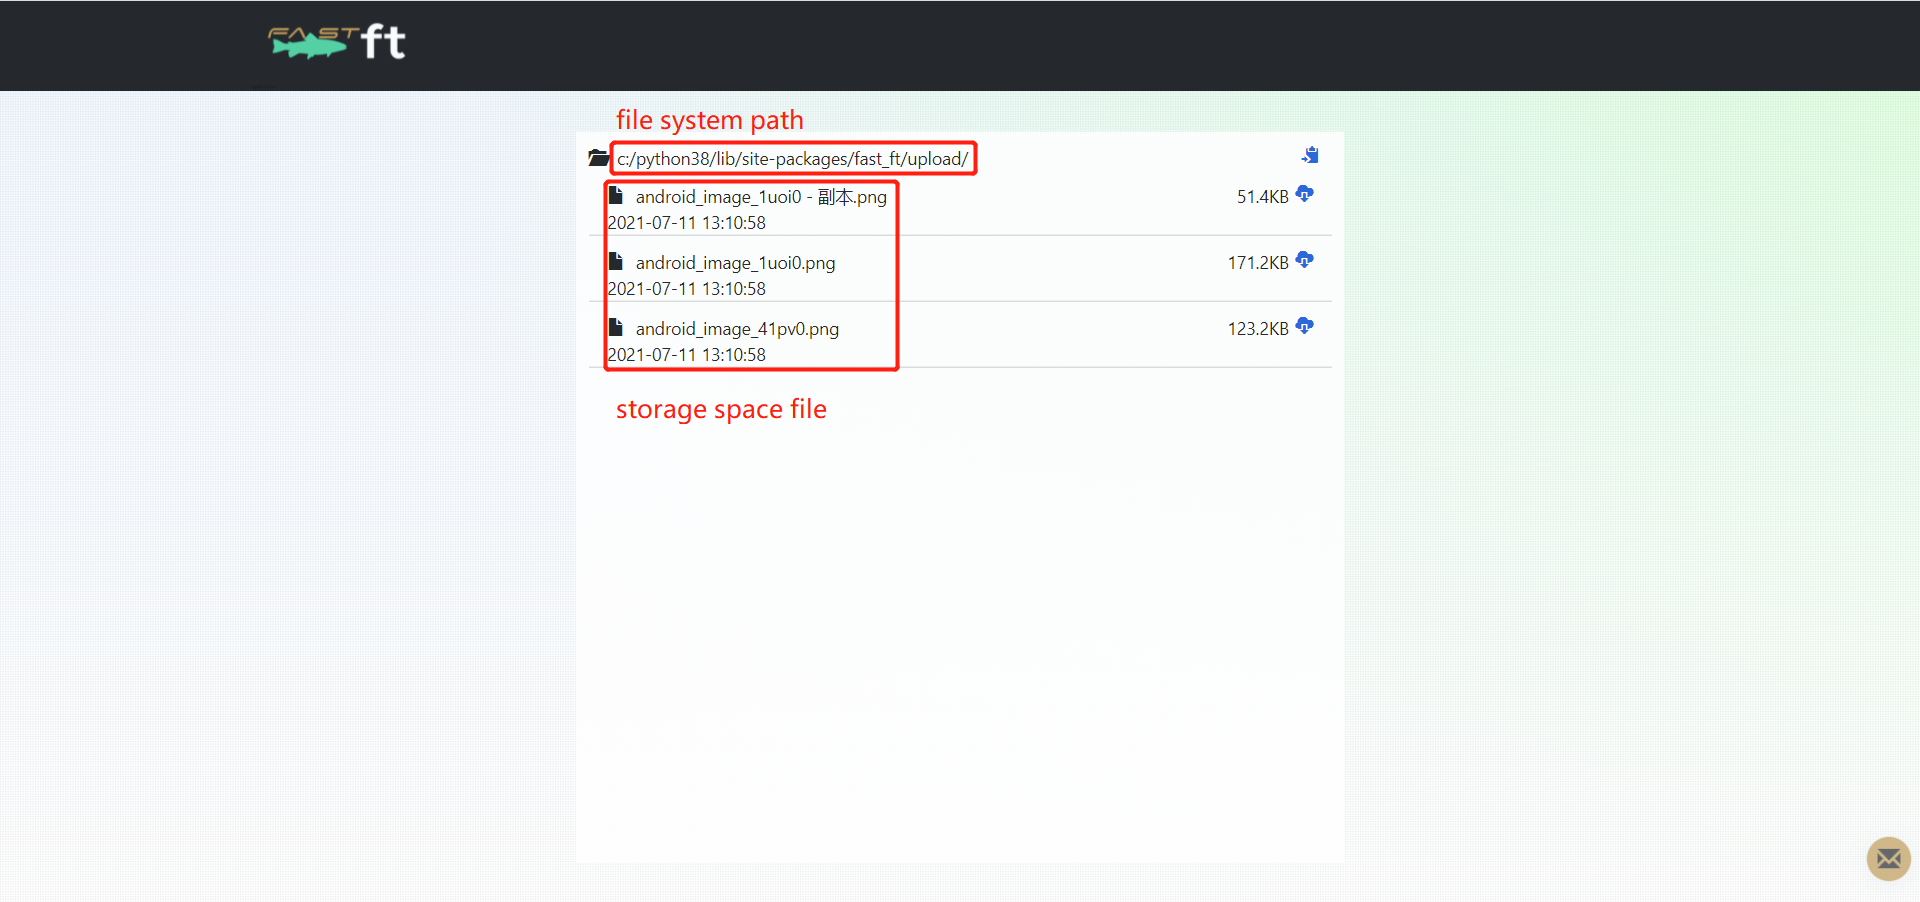 FAST ft
file system path
c:/python38/lib/site-packages/fast_ft/upload/
android_image_1uoi0 - 副本.png 51.4KB
2021-07-11 13:10:58
android_image_1uoi0.png 171.2KB
2021-07-11 13:10:58
android_image_41pv0.png 123.2KB
2021-07-11 13:10:58
storage space file